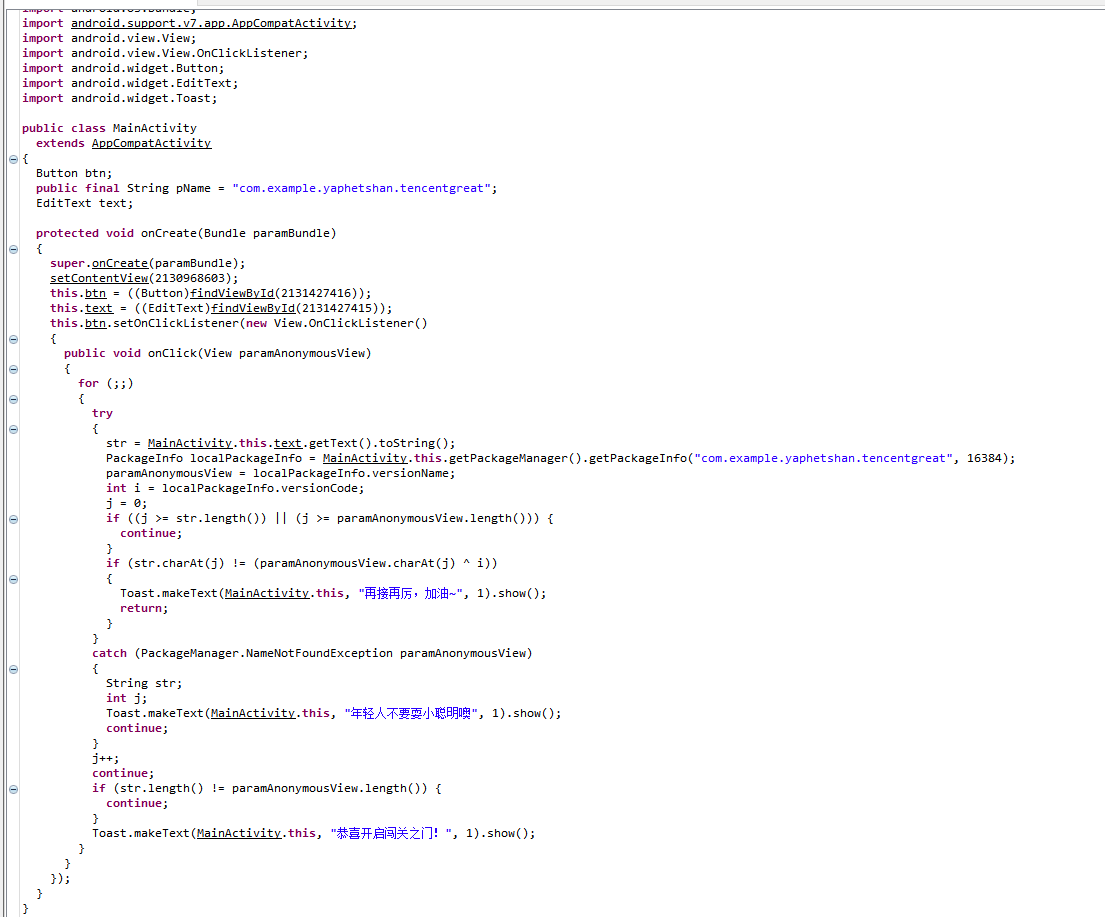 import android.os.Bundle;
import android.support.v7.app.AppCompatActivity;
import android.view.View;
import android.view.View.OnClickListener;
import android.widget.Button;
import android.widget.EditText;
import android.widget.Toast;
public class MainActivity
extends AppCompatActivity
{
Button btn;
public final String pName = "com.example.yaphetshan.tencentgreat";
EditText text;
protected void onCreate(Bundle paramBundle)
{
super.onCreate(paramBundle);
setContentView(2130968603);
this.btn = ((Button)findViewById(2131427416));
this.text = ((EditText)findViewById(2131427415));
this.btn.setOnClickListener(new View.OnClickListener()
{
public void onClick(View paramAnonymousView)
{
for (;;)
{
try
{
str = MainActivity.this.text.getText().toString();
PackageInfo localPackageInfo = MainActivity.this.getPackageManager().getPackageInfo("com.example.yaphetshan.tencentgreat", 16384);
paramAnonymousView = localPackageInfo.versionName;
int i = localPackageInfo.versionCode;
j = 0;
if ((j >= str.length()) || (j >= paramAnonymousView.length())) {
continue;
}
if (str.charAt(j) != (paramAnonymousView.charAt(j) ^ i))
{
Toast.makeText(MainActivity.this, "再接再厉，加油~", 1).show();
return;
}
}
catch (PackageManager.NameNotFoundException paramAnonymousView)
{
String str;
int j;
Toast.makeText(MainActivity.this, "年轻人不要耍小聪明噢", 1).show();
continue;
}
j++;
continue;
if (str.length() != paramAnonymousView.length()) {
continue;
}
Toast.makeText(MainActivity.this, "恭喜开启闯关之门！", 1).show();
}
}
});
}
}